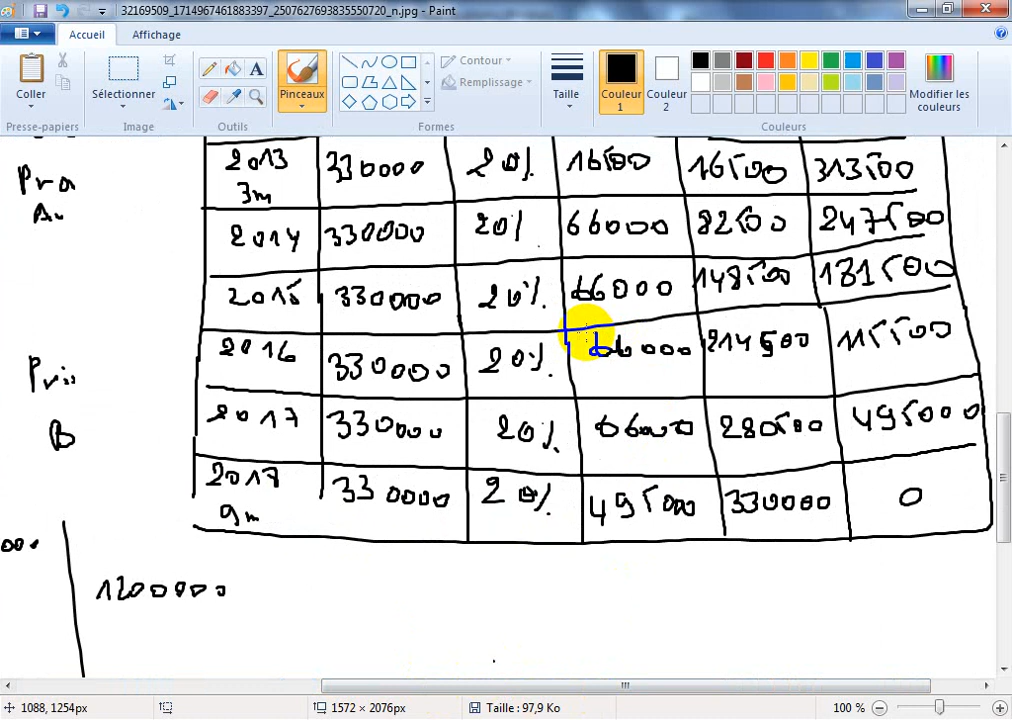 32169509_1714967461883397_2507627693835550720_n.jpg - Paint
Accueil Affichage
Coller Sélectionner Pinceaux Contour Remplissage Taille Couleur 1 Couleur 2 Modifier les couleurs
Presse-papiers Image Outils Formes Couleurs
2013 3m 330000 20% 16500 16500 313500
2014 330000 20% 66000 82500 247500
2015 330000 20% 66000 148500 181500
2016 330000 20% 66000 214500 115500
2017 330000 20% 66000 280500 495000
2017 9m 330000 20% 495000 330000 0
B
1200000
1088, 1254px 1572 × 2076px Taille : 97,9 Ko 100 %